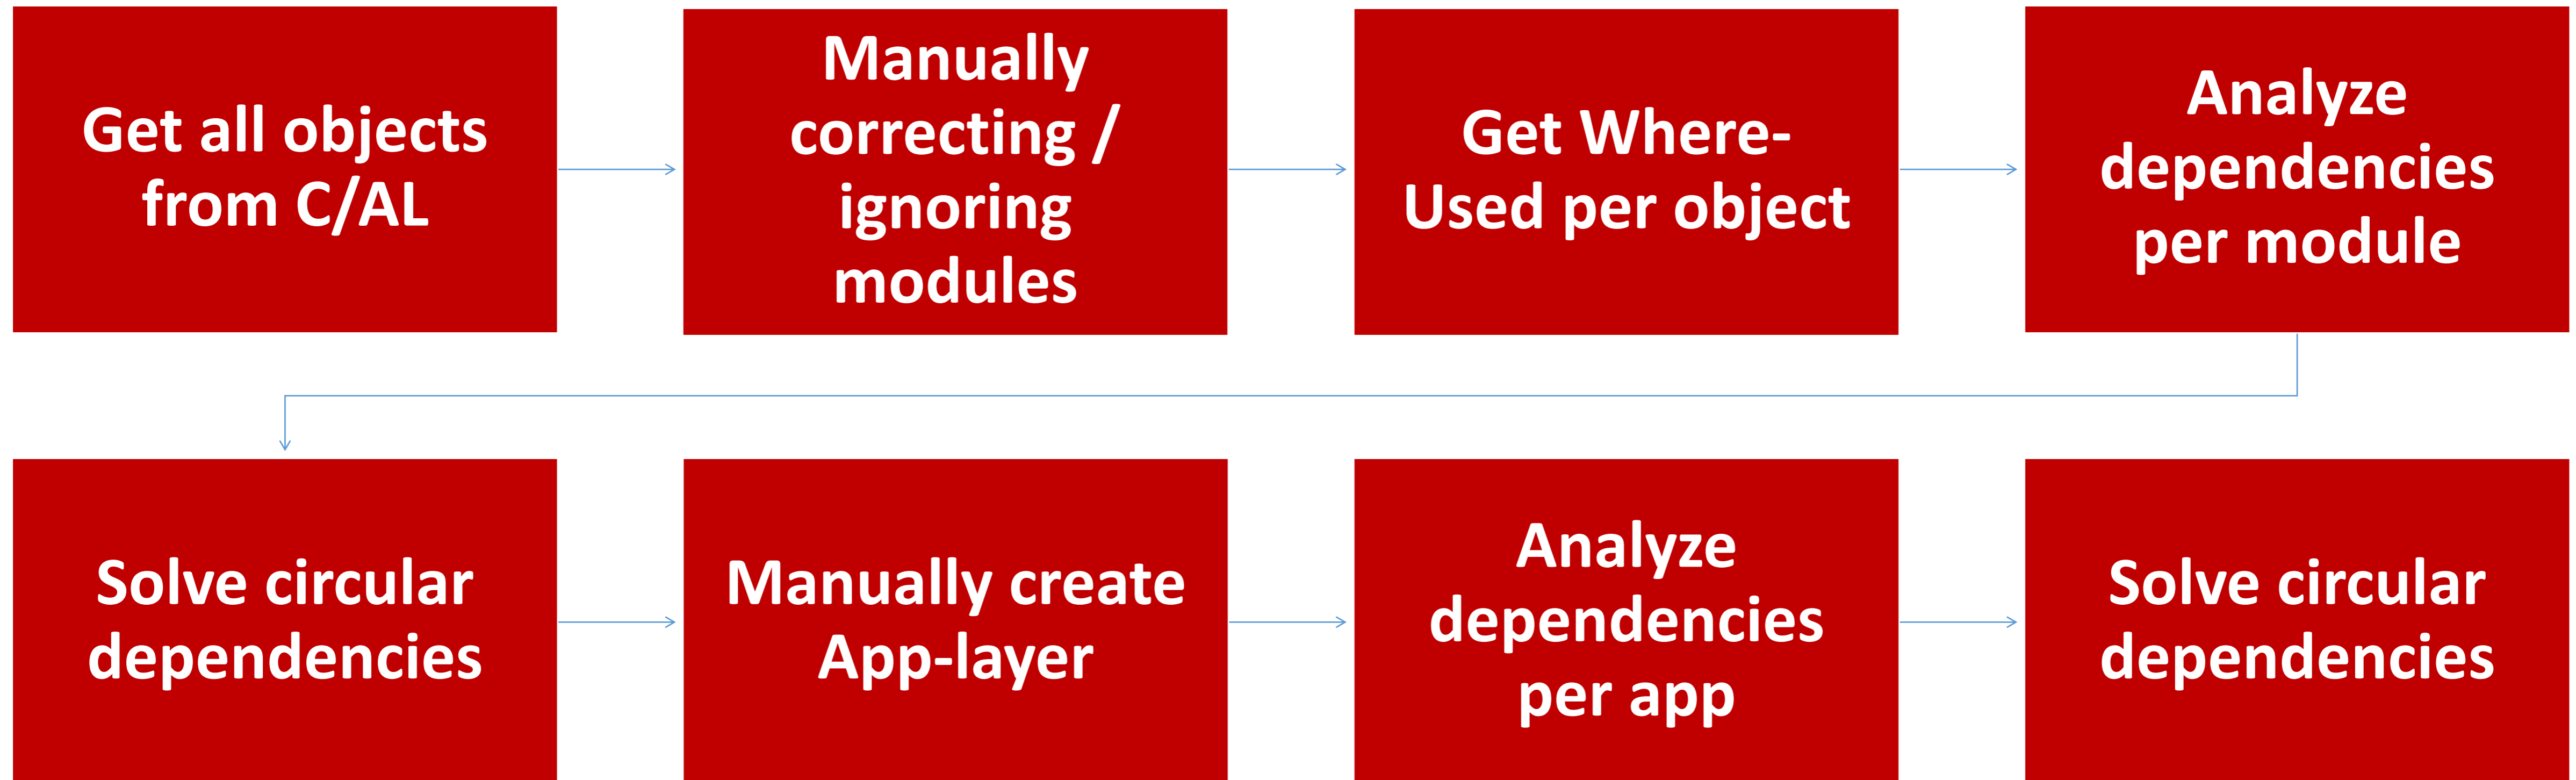 Get all objects
from C/AL
Manually
correcting /
ignoring
modules
Get Where-
Used per object
Analyze
dependencies
per module
Solve circular
dependencies
Manually create
App-layer
Analyze
dependencies
per app
Solve circular
dependencies